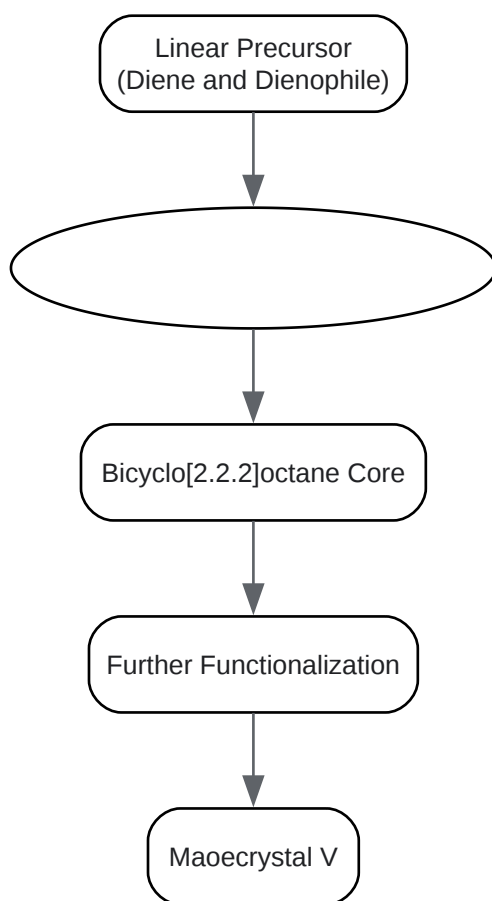 Linear Precursor
(Diene and Dienophile)
Bicyclo[2.2.2]octane Core
Further Functionalization
Maoecrystal V